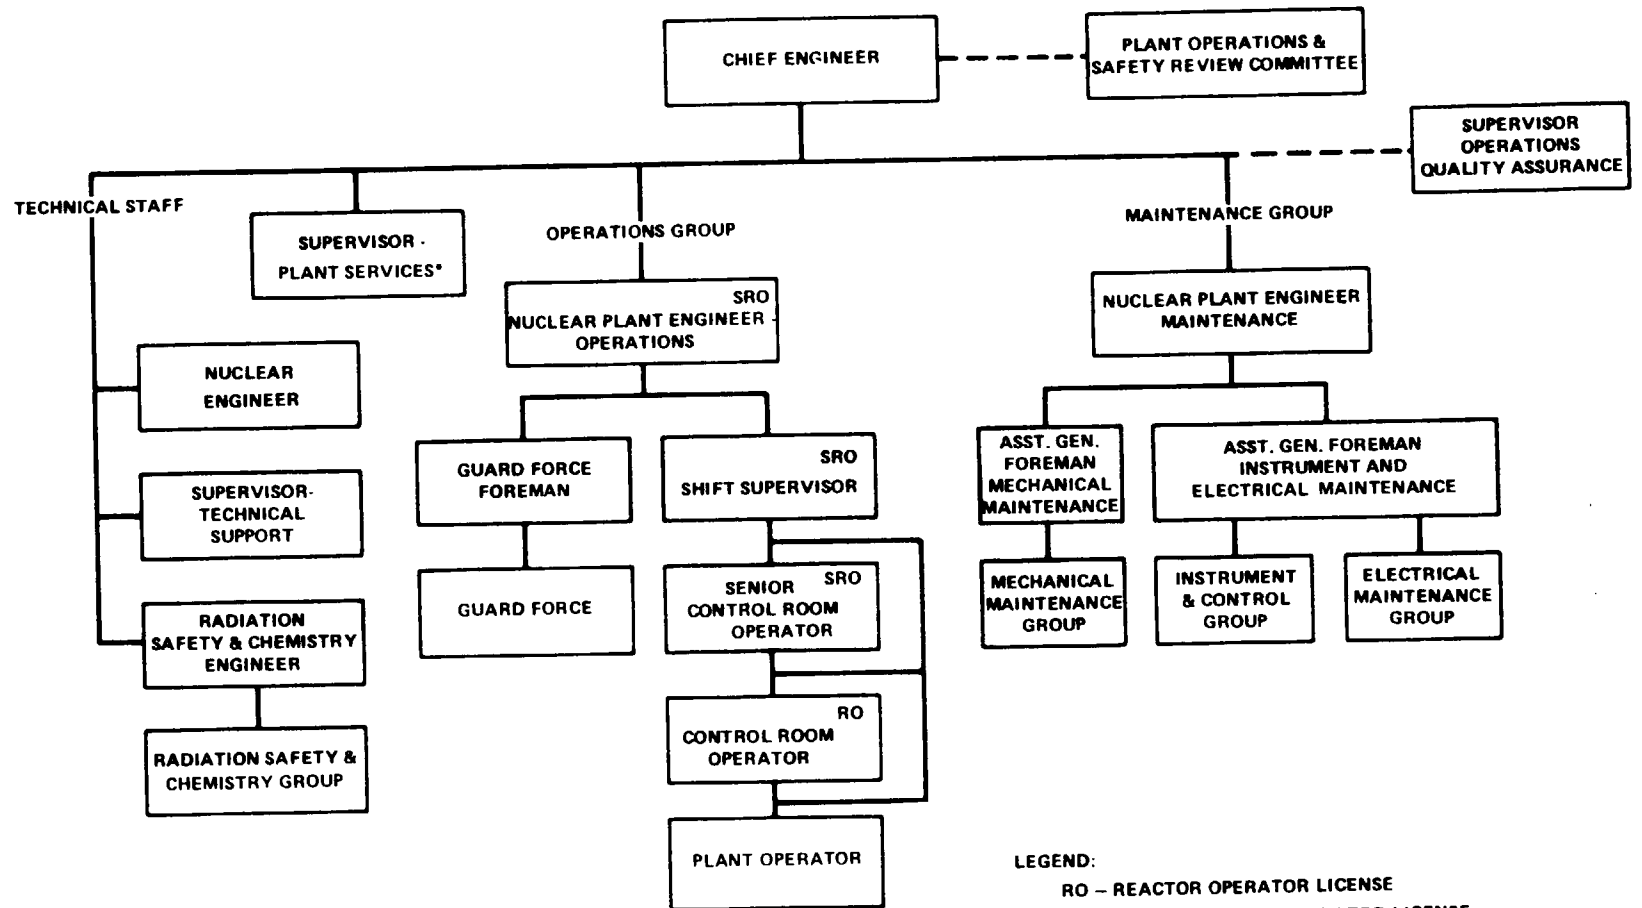 CHIEF ENGINEER
PLANT OPERATIONS &
SAFETY REVIEW COMMITTEE
SUPERVISOR
OPERATIONS
QUALITY ASSURANCE
TECHNICAL STAFF
SUPERVISOR -
PLANT SERVICES*
OPERATIONS GROUP
MAINTENANCE GROUP
SRO
NUCLEAR PLANT ENGINEER -
OPERATIONS
NUCLEAR PLANT ENGINEER
MAINTENANCE
NUCLEAR
ENGINEER
SUPERVISOR-
TECHNICAL
SUPPORT
RADIATION
SAFETY & CHEMISTRY
ENGINEER
RADIATION SAFETY &
CHEMISTRY GROUP
GUARD FORCE
FOREMAN
GUARD FORCE
SRO
SHIFT SUPERVISOR
SRO
SENIOR
CONTROL ROOM
OPERATOR
RO
CONTROL ROOM
OPERATOR
PLANT OPERATOR
ASST. GEN.
FOREMAN
MECHANICAL
MAINTENANCE
ASST. GEN. FOREMAN
INSTRUMENT AND
ELECTRICAL MAINTENANCE
MECHANICAL
MAINTENANCE
GROUP
INSTRUMENT
& CONTROL
GROUP
ELECTRICAL
MAINTENANCE
GROUP
LEGEND:
RO – REACTOR OPERATOR LICENSE
LICENSE